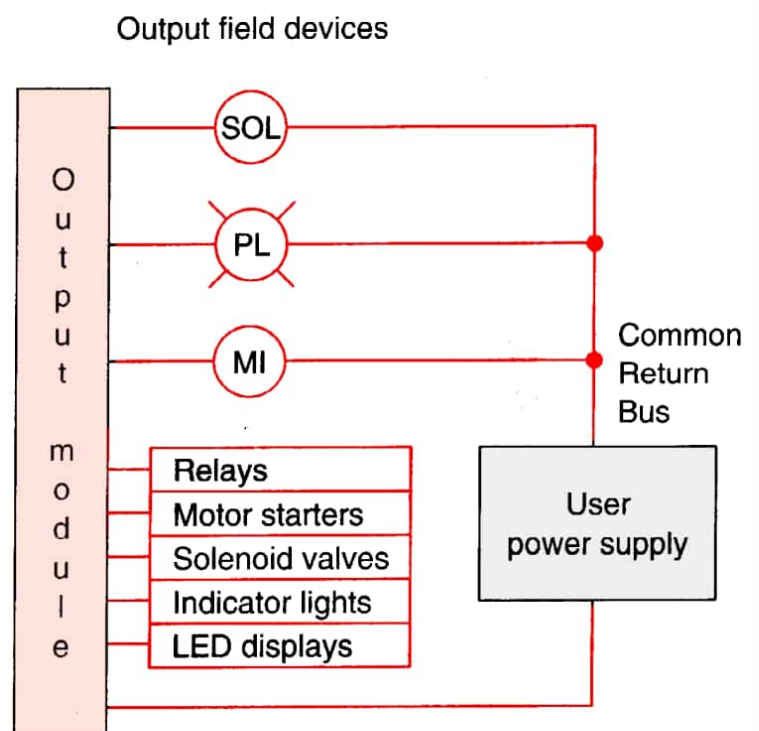 Output field devices
SOL
PL
MI
Output module
Relays
Motor starters
Solenoid valves
Indicator lights
LED displays
Common
Return
Bus
User
power supply